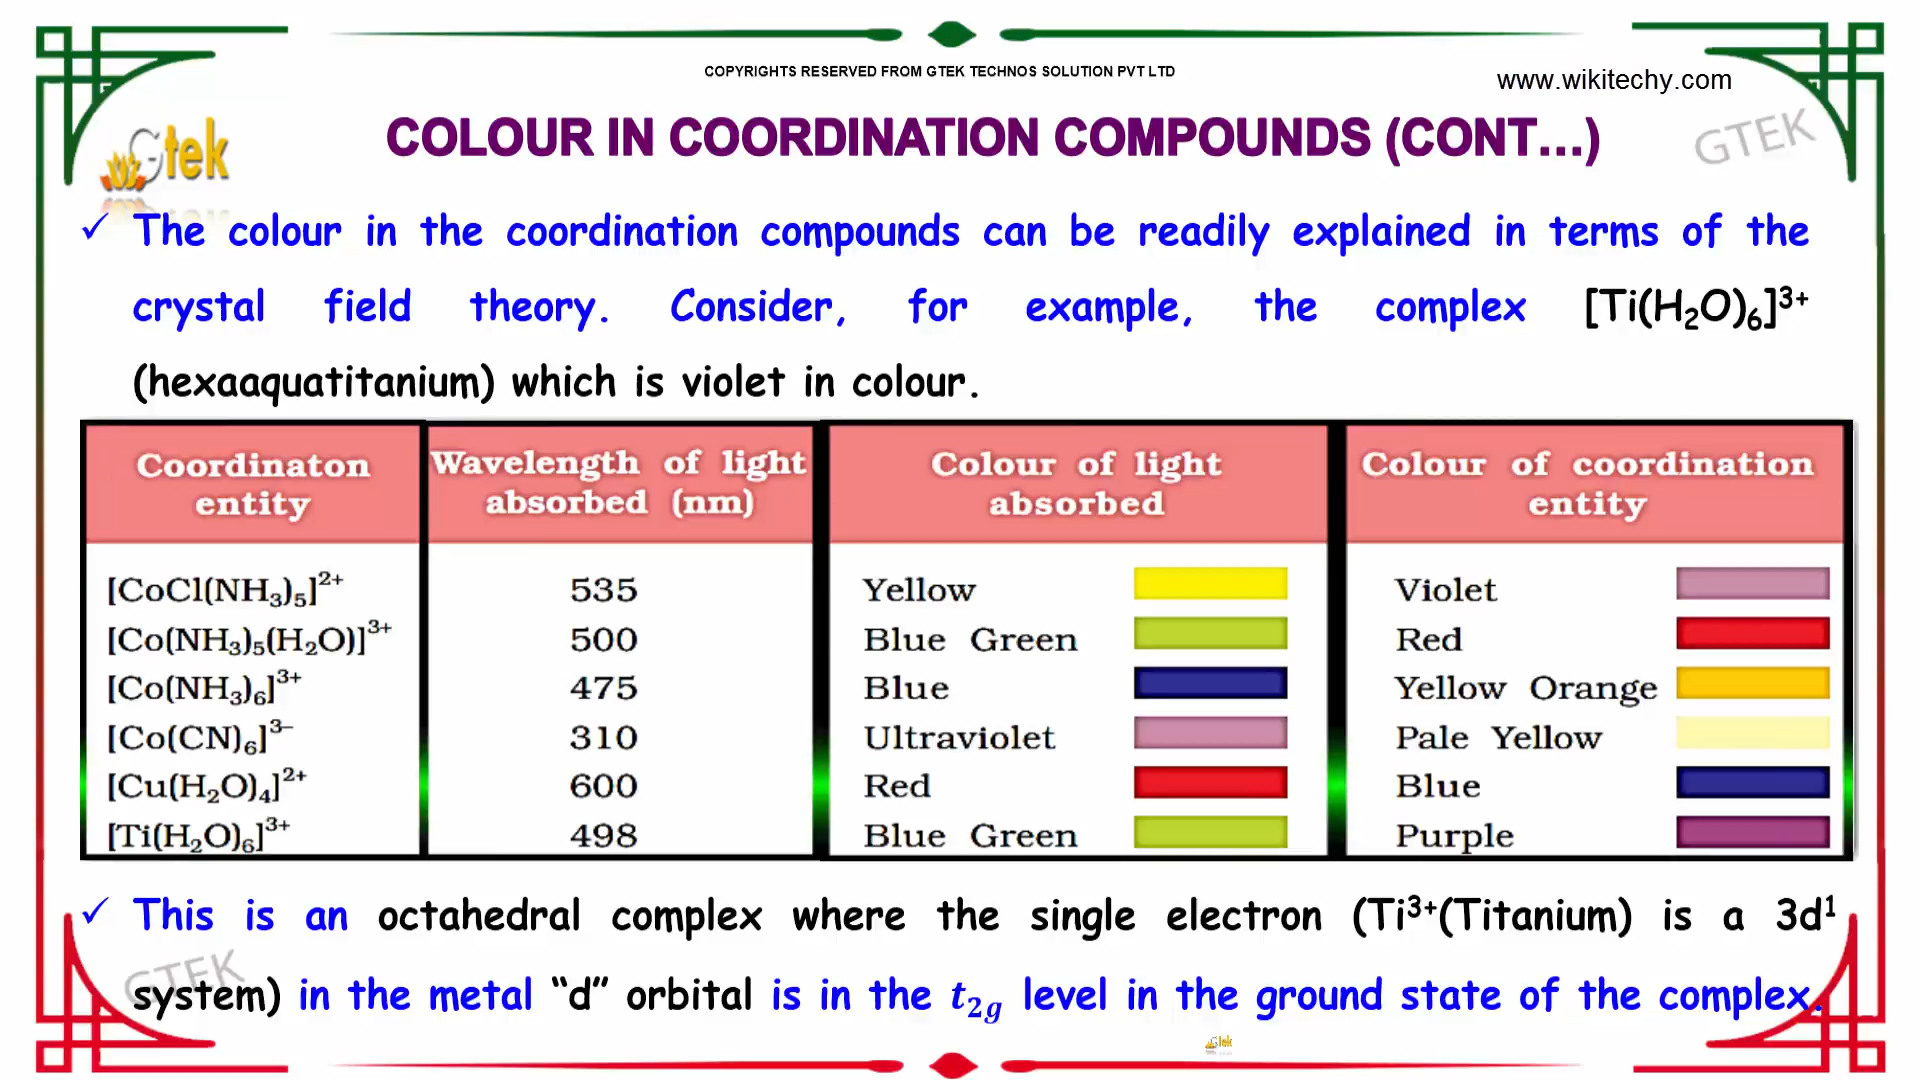 COPYRIGHTS RESERVED FROM GTEK TECHNOS SOLUTION PVT LTD
www.wikitechy.com
Gtek
COLOUR IN COORDINATION COMPOUNDS (CONT...)
GTEK
✓ The colour in the coordination compounds can be readily explained in terms of the
crystal field theory. Consider, for example, the complex [Ti(H₂O)₆]³⁺
(hexaaquatitanium) which is violet in colour.
Coordinaton entity | Wavelength of light absorbed (nm) | Colour of light absorbed | Colour of coordination entity
[CoCl(NH₃)₅]²⁺ 535 Yellow Violet
[Co(NH₃)₅(H₂O)]³⁺ 500 Blue Green Red
[Co(NH₃)₆]³⁺ 475 Blue Yellow Orange
[Co(CN)₆]³⁻ 310 Ultraviolet Pale Yellow
[Cu(H₂O)₄]²⁺ 600 Red Blue
[Ti(H₂O)₆]³⁺ 498 Blue Green Purple
✓ This is an octahedral complex where the single electron (Ti³⁺(Titanium) is a 3d¹
GTEK
system) in the metal “d” orbital is in the t₂g level in the ground state of the complex.
Gtek